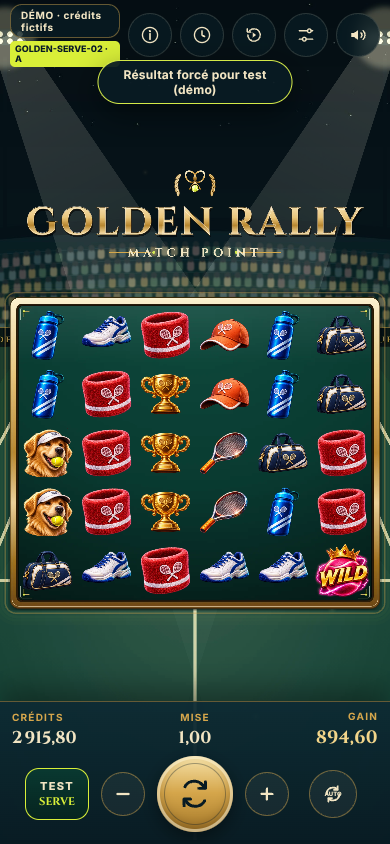 DÉMO · crédits
fictifs
GOLDEN-SERVE-02 ·
A
Résultat forcé pour test
(démo)
GOLDEN RALLY
MATCH POINT
WILD
CRÉDITS
MISE
GAIN
2 915,80
1,00
894,60
TEST
SERVE
AUTO